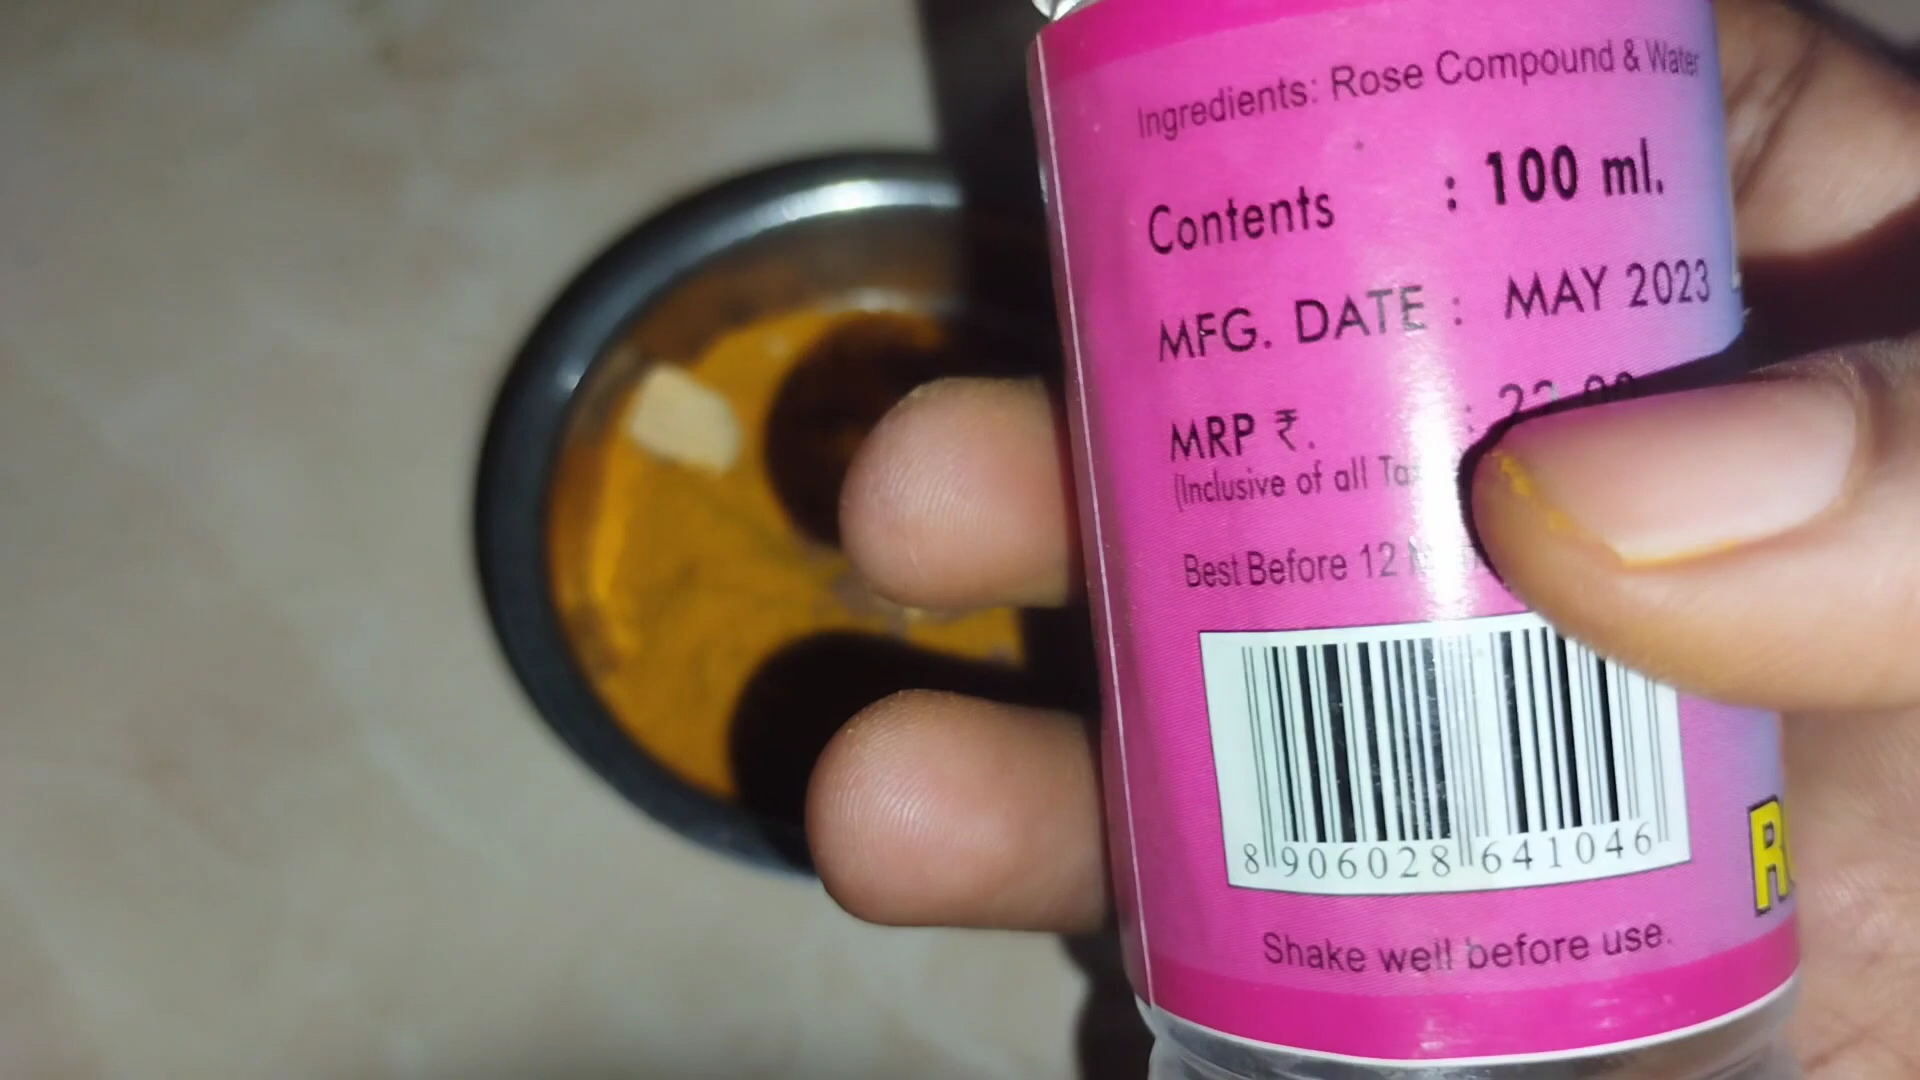 Ingredients: Rose Compound & Water
Contents : 100 ml.
MFG. DATE : MAY 2023
MRP ₹. :
(Inclusive of all
Best Before 12
8 906028 641046
Shake well before use.